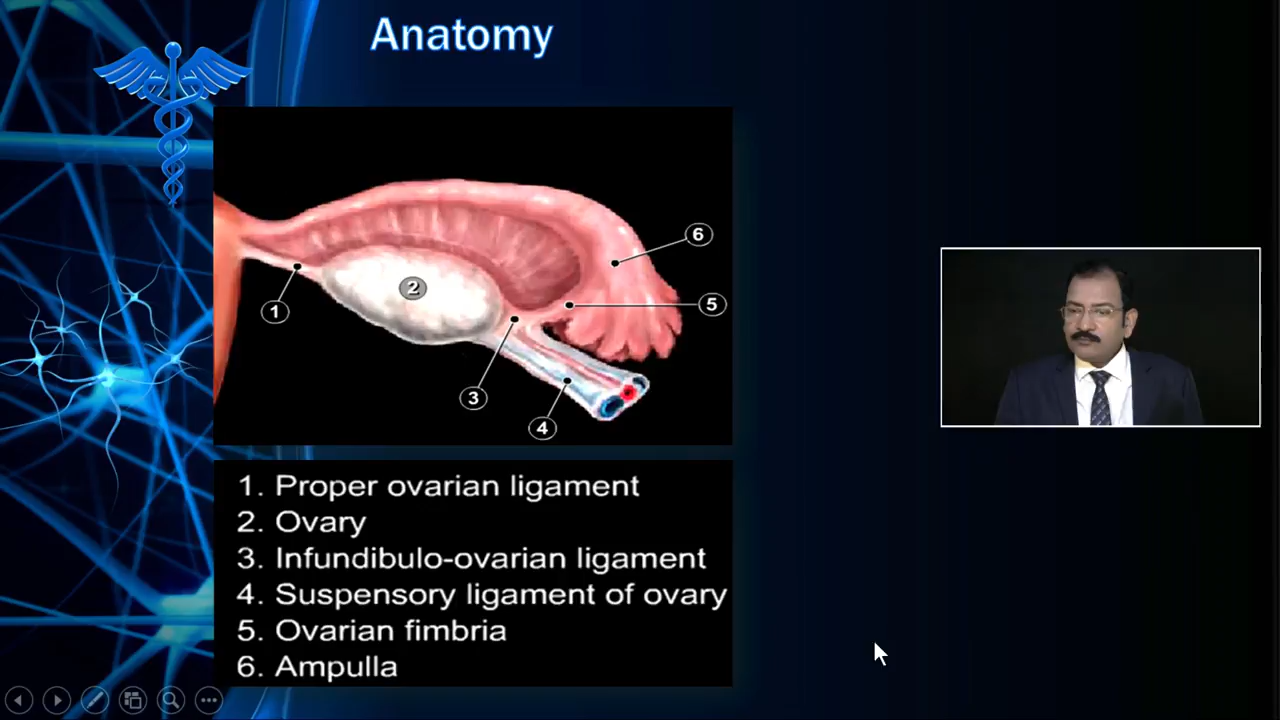 Anatomy
6
2
5
1
3
4
1. Proper ovarian ligament
2. Ovary
3. Infundibulo-ovarian ligament
4. Suspensory ligament of ovary
5. Ovarian fimbria
6. Ampulla